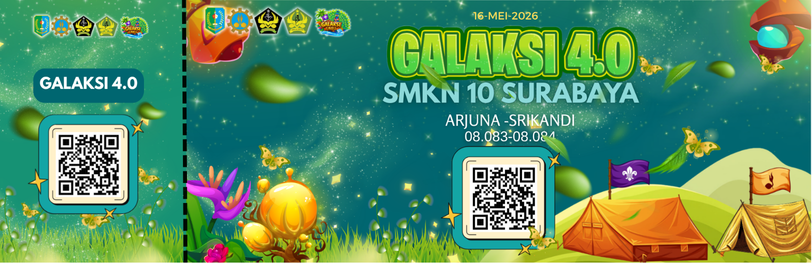 GALAKSI 4.0
16-MEI-2026
GALAKSI 4.0
SMKN 10 SURABAYA
ARJUNA -SRIKANDI
08.083-08.084